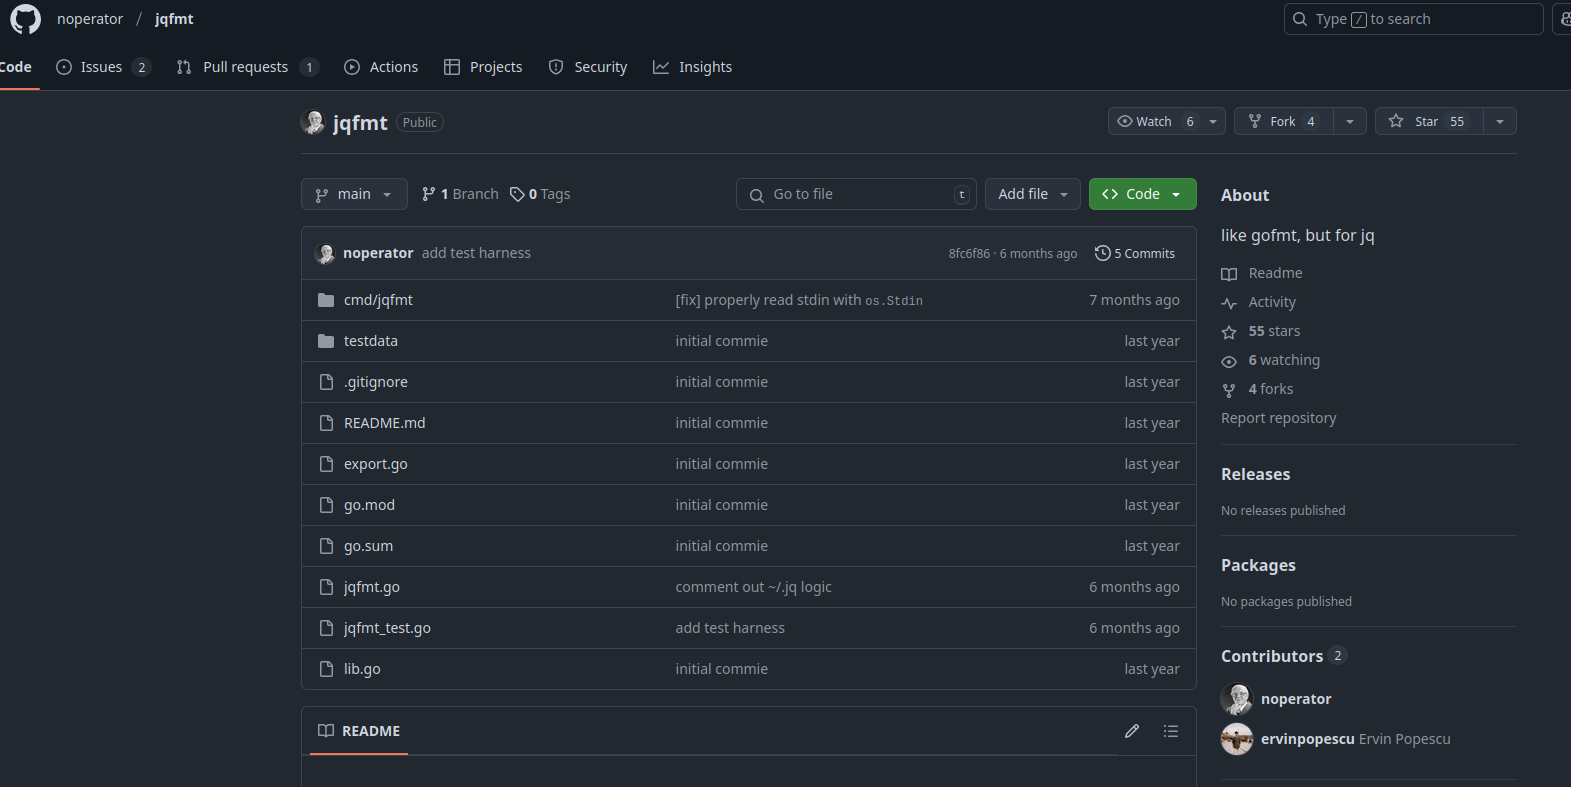 noperator / jqfmt
Type / to search
Code Issues 2 Pull requests 1 Actions Projects Security Insights
jqfmt Public
Watch 6 Fork 4 Star 55
main 1 Branch 0 Tags Go to file t Add file Code
noperator add test harness 8fc6f86 · 6 months ago 5 Commits
cmd/jqfmt [fix] properly read stdin with os.Stdin 7 months ago
testdata initial commie last year
.gitignore initial commie last year
README.md initial commie last year
export.go initial commie last year
go.mod initial commie last year
go.sum initial commie last year
jqfmt.go comment out ~/.jq logic 6 months ago
jqfmt_test.go add test harness 6 months ago
lib.go initial commie last year
README
About
like gofmt, but for jq
Readme
Activity
55 stars
6 watching
4 forks
Report repository
Releases
No releases published
Packages
No packages published
Contributors 2
noperator
ervinpopescu Ervin Popescu